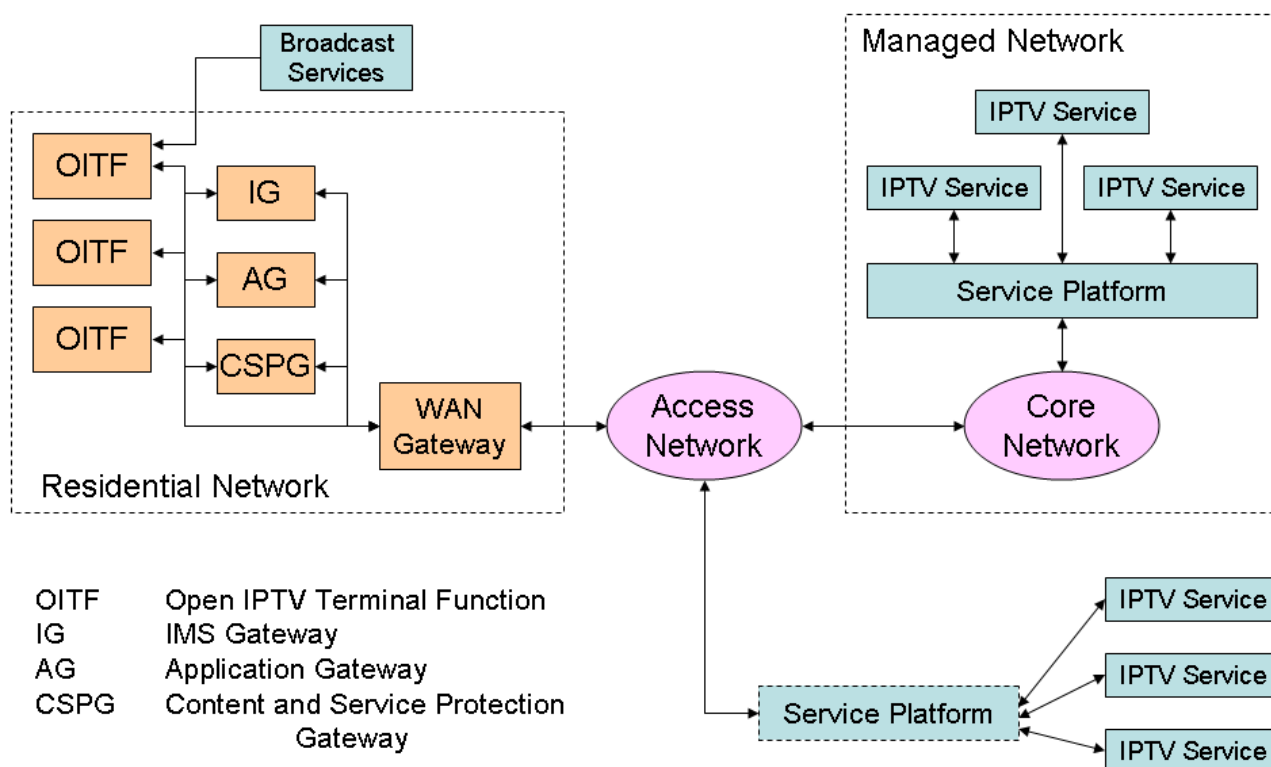 Broadcast
Services
Managed Network
OITF
OITF
OITF
IG
AG
CSPG
WAN
Gateway
Residential Network
Access
Network
IPTV Service
IPTV Service
IPTV Service
Service Platform
Core
Network
OITF Open IPTV Terminal Function
IG IMS Gateway
AG Application Gateway
CSPG Content and Service Protection
Gateway
Service Platform
IPTV Service
IPTV Service
IPTV Service